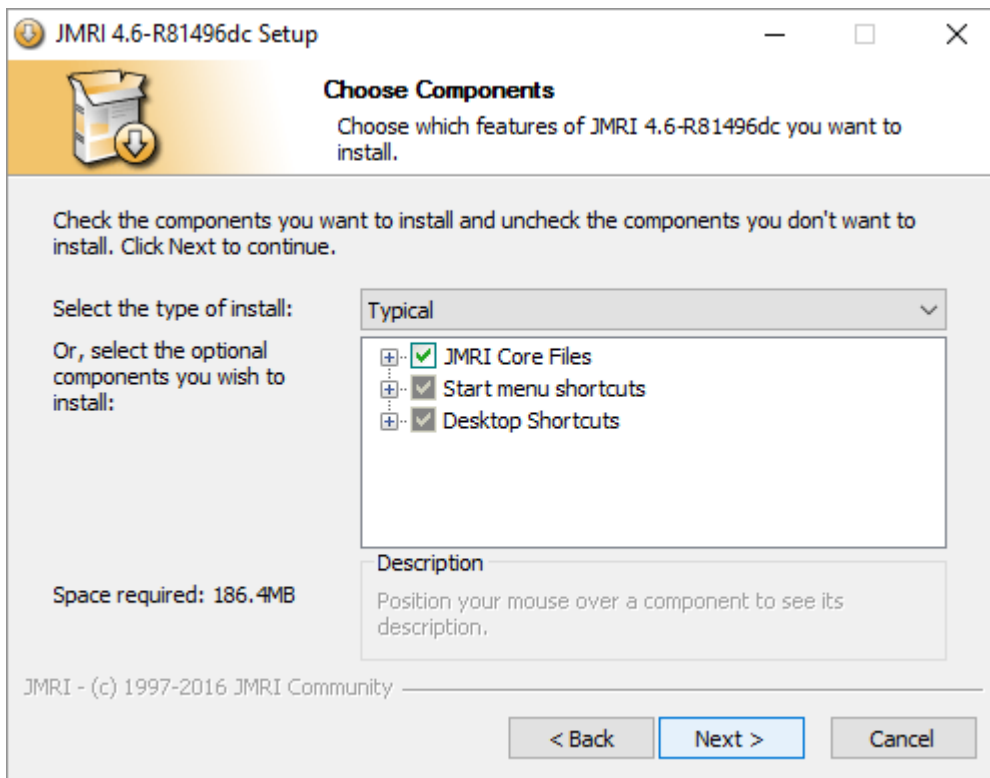 JMRI 4.6-R81496dc Setup
Choose Components
Choose which features of JMRI 4.6-R81496dc you want to
install.
Check the components you want to install and uncheck the components you don't want to
install. Click Next to continue.
Select the type of install:
Typical
Or, select the optional
components you wish to
install:
JMRI Core Files
Start menu shortcuts
Desktop Shortcuts
Space required: 186.4MB
Description
Position your mouse over a component to see its
description.
JMRI - (c) 1997-2016 JMRI Community
< Back
Next >
Cancel